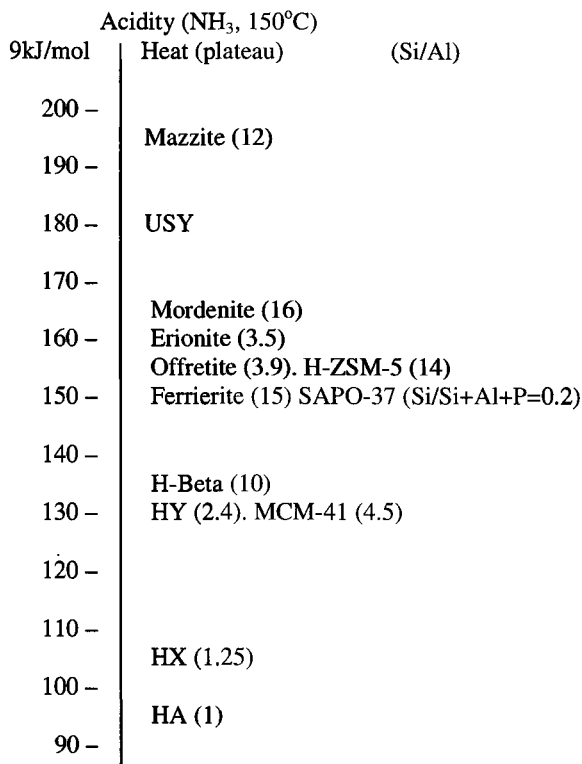 Acidity (NH₃, 150°C)
9kJ/mol Heat (plateau) (Si/Al)
200 –
Mazzite (12)
190 –
180 – USY
170 –
Mordenite (16)
160 – Erionite (3.5)
Offretite (3.9). H-ZSM-5 (14)
150 – Ferrierite (15) SAPO-37 (Si/Si+Al+P=0.2)
140 –
H-Beta (10)
130 – HY (2.4). MCM-41 (4.5)
120 –
110 –
HX (1.25)
100 –
HA (1)
90 –